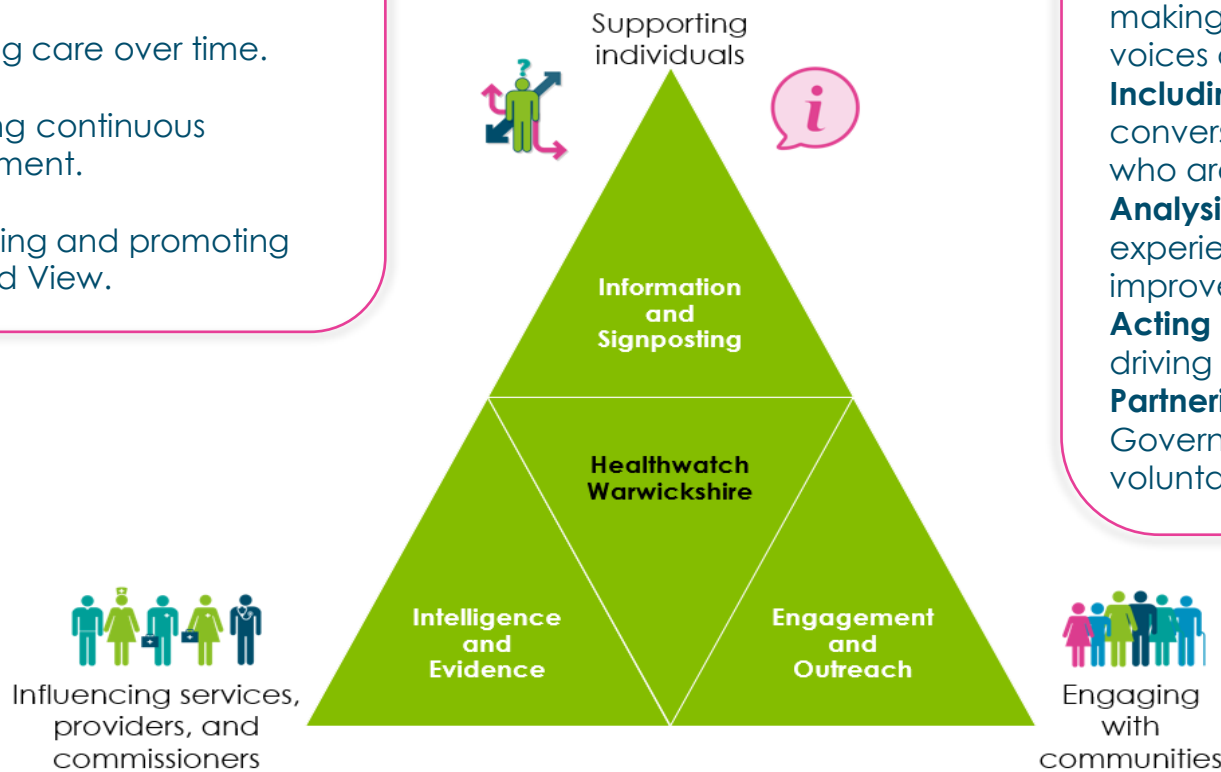 g care over time.
ng continuous
ment.
ing and promoting
d View.
Supporting
individuals
?
i
Information
and
Signposting
Healthwatch
Warwickshire
Intelligence
and
Evidence
Engagement
and
Outreach
Influencing services,
providers, and
commissioners
Engaging
with
communities
making
voices
Includin
convers
who are
Analysi
experie
improve
Acting
driving
Partneri
Govern
volunta